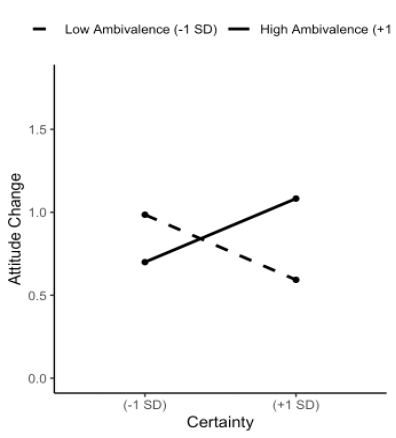 Low Ambivalence (-1 SD) High Ambivalence (+1
1.5
1.0
0.5
0.0
Attitude Change
(-1 SD) (+1 SD)
Certainty